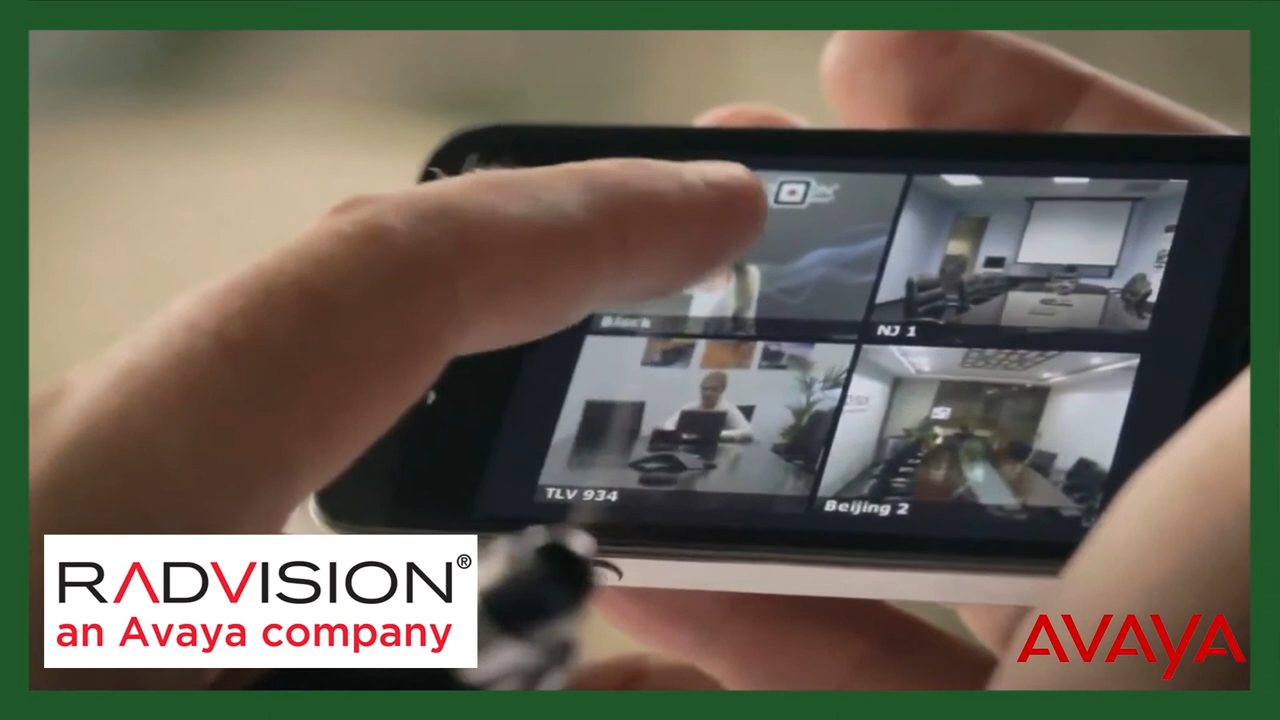 NJ 1
TLV 934
Beijing 2
RADVISION®
an Avaya company
AVAYA